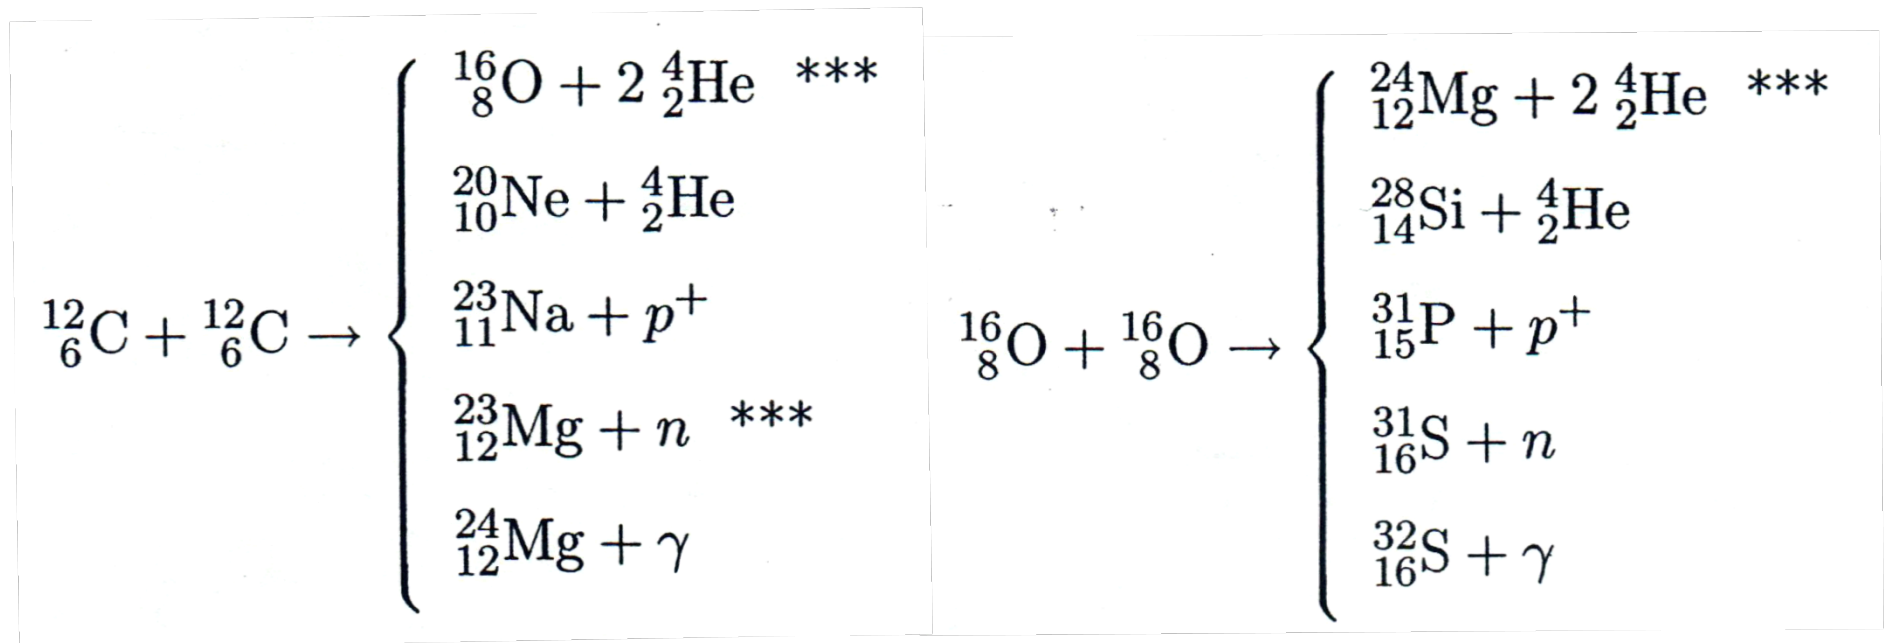 ¹²₆C + ¹²₆C → {
¹⁶₈O + 2 ⁴₂He ***
²⁰₁₀Ne + ⁴₂He
²³₁₁Na + p⁺
²³₁₂Mg + n ***
²⁴₁₂Mg + γ
¹⁶₈O + ¹⁶₈O → {
²⁴₁₂Mg + 2 ⁴₂He ***
²⁸₁₄Si + ⁴₂He
³¹₁₅P + p⁺
³¹₁₆S + n
³²₁₆S + γ